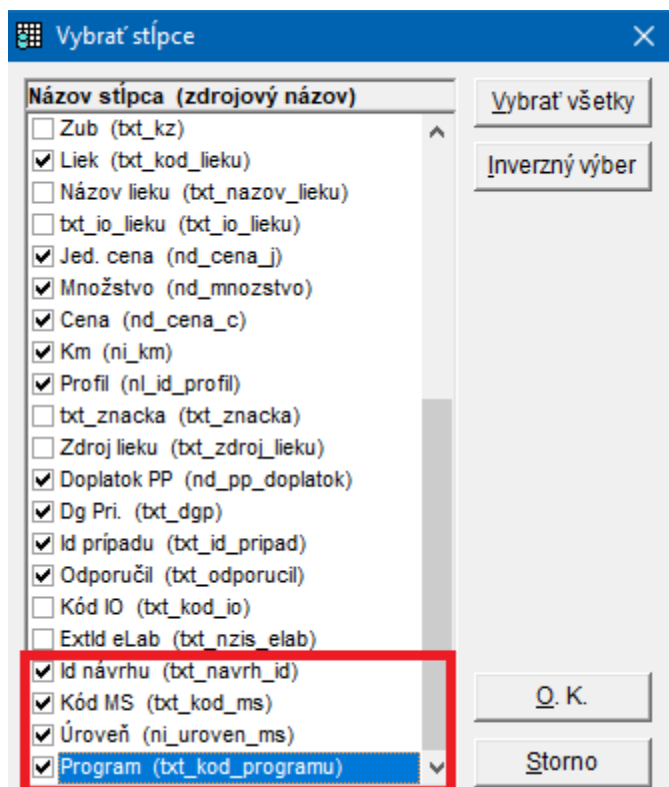 Vybrať stĺpce
Názov stĺpca (zdrojový názov)
Zub (txt_kz)
Liek (txt_kod_lieku)
Názov lieku (txt_nazov_lieku)
txt_io_lieku (txt_io_lieku)
Jed. cena (nd_cena_j)
Množstvo (nd_mnozstvo)
Cena (nd_cena_c)
Km (ni_km)
Profil (nl_id_profil)
txt_znacka (txt_znacka)
Zdroj lieku (txt_zdroj_lieku)
Doplatok PP (nd_pp_doplatok)
Dg Pri. (txt_dgp)
Id prípadu (txt_id_pripad)
Odporučil (txt_odporucil)
Kód IO (txt_kod_io)
ExtId eLab (txt_nzis_elab)
Id návrhu (txt_navrh_id)
Kód MS (txt_kod_ms)
Úroveň (ni_uroven_ms)
Program (txt_kod_programu)
Vybrať všetky
Inverzný výber
O. K.
Storno